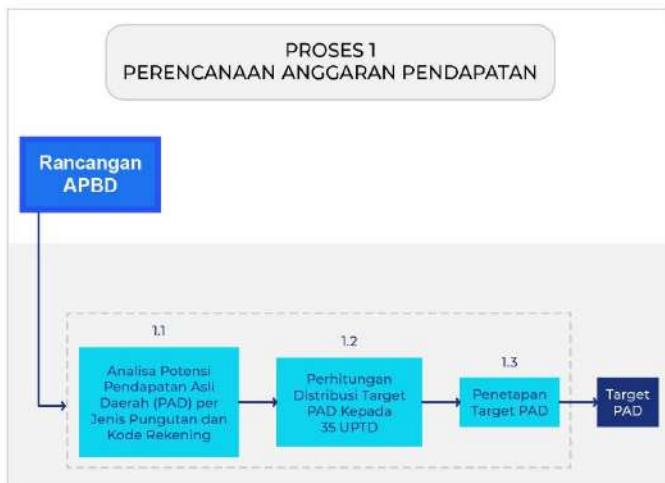 PROSES 1
PERENCANAAN ANGGARAN PENDAPATAN
Rancangan
APBD
1.1
Analisa Potensi
Pendapatan Asli
Daerah (PAD) per
Jenis Pungutan dan
Kode Rekening
1.2
Perhitungan
Distribusi Target
PAD Kepada
35 UPTD
1.3
Penetapan
Target PAD
Target
PAD